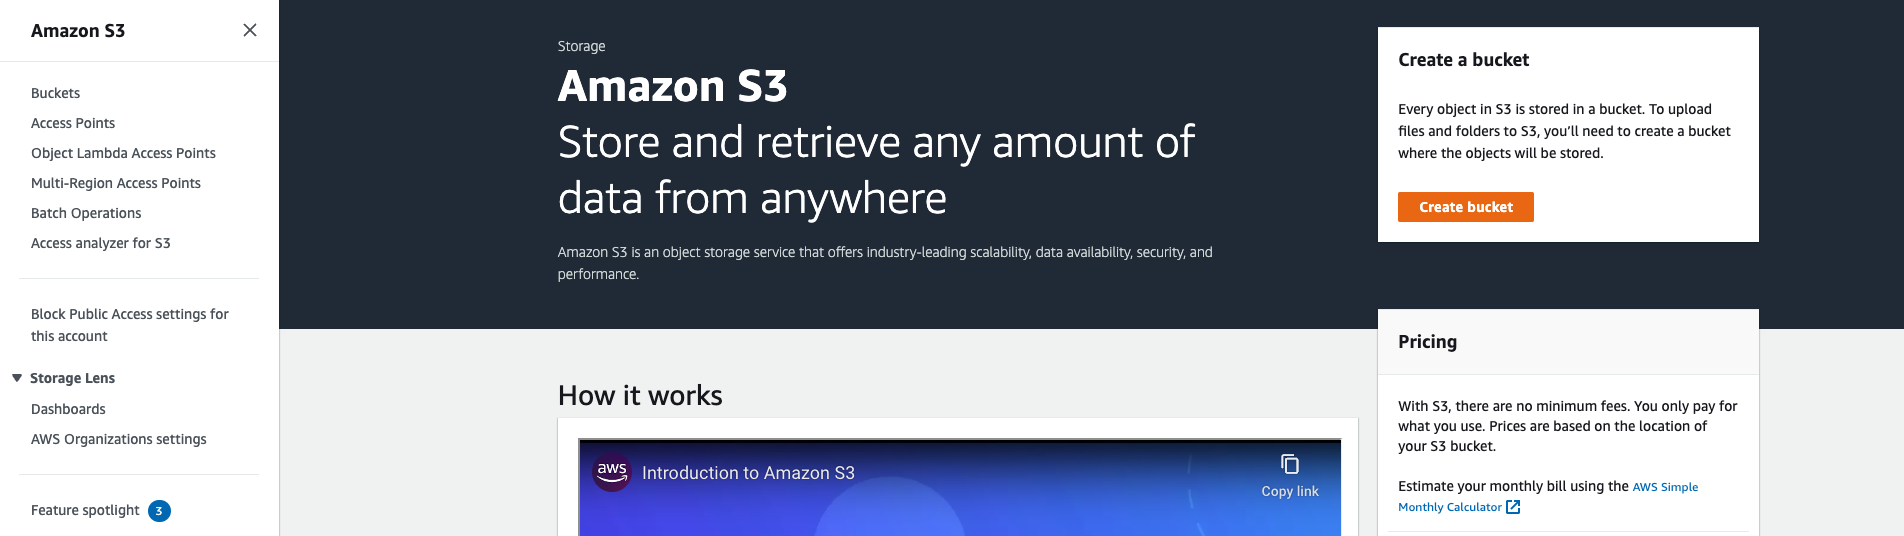 Amazon S3
Buckets
Access Points
Object Lambda Access Points
Multi-Region Access Points
Batch Operations
Access analyzer for S3
Block Public Access settings for
this account
Storage Lens
Dashboards
AWS Organizations settings
Feature spotlight 3
Storage
Amazon S3
Store and retrieve any amount of
data from anywhere
Amazon S3 is an object storage service that offers industry-leading scalability, data availability, security, and
performance.
How it works
aws Introduction to Amazon S3
Copy link
Create a bucket
Every object in S3 is stored in a bucket. To upload
files and folders to S3, you’ll need to create a bucket
where the objects will be stored.
Create bucket
Pricing
With S3, there are no minimum fees. You only pay for
what you use. Prices are based on the location of
your S3 bucket.
Estimate your monthly bill using the AWS Simple
Monthly Calculator